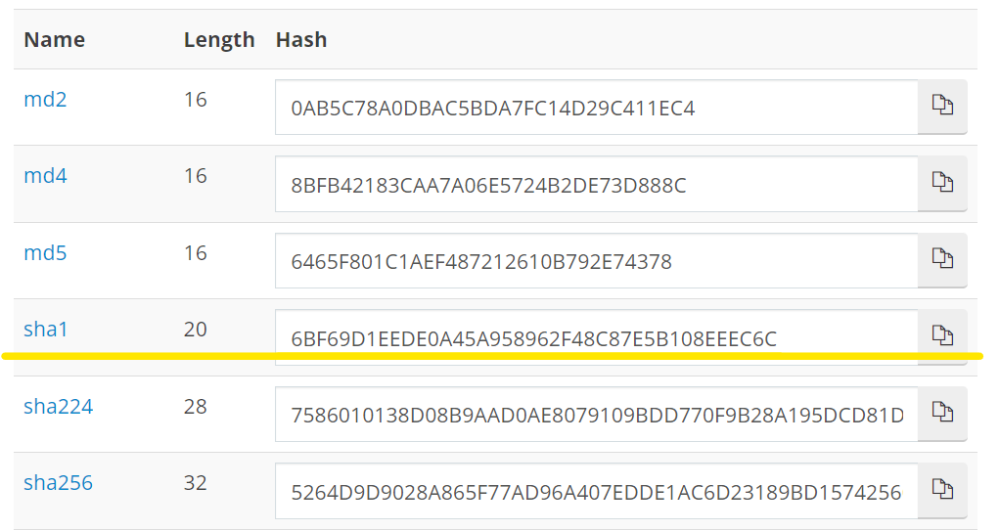 Name Length Hash
md2 16 0AB5C78A0DBAC5BDA7FC14D29C411EC4
md4 16 8BFB42183CAA7A06E5724B2DE73D888C
md5 16 6465F801C1AEF487212610B792E74378
sha1 20 6BF69D1EEDE0A45A958962F48C87E5B108EEEC6C
sha224 28 7586010138D08B9AAD0AE8079109BDD770F9B28A195DCD81D
sha256 32 5264D9D9028A865F77AD96A407EDDE1AC6D23189BD1574256